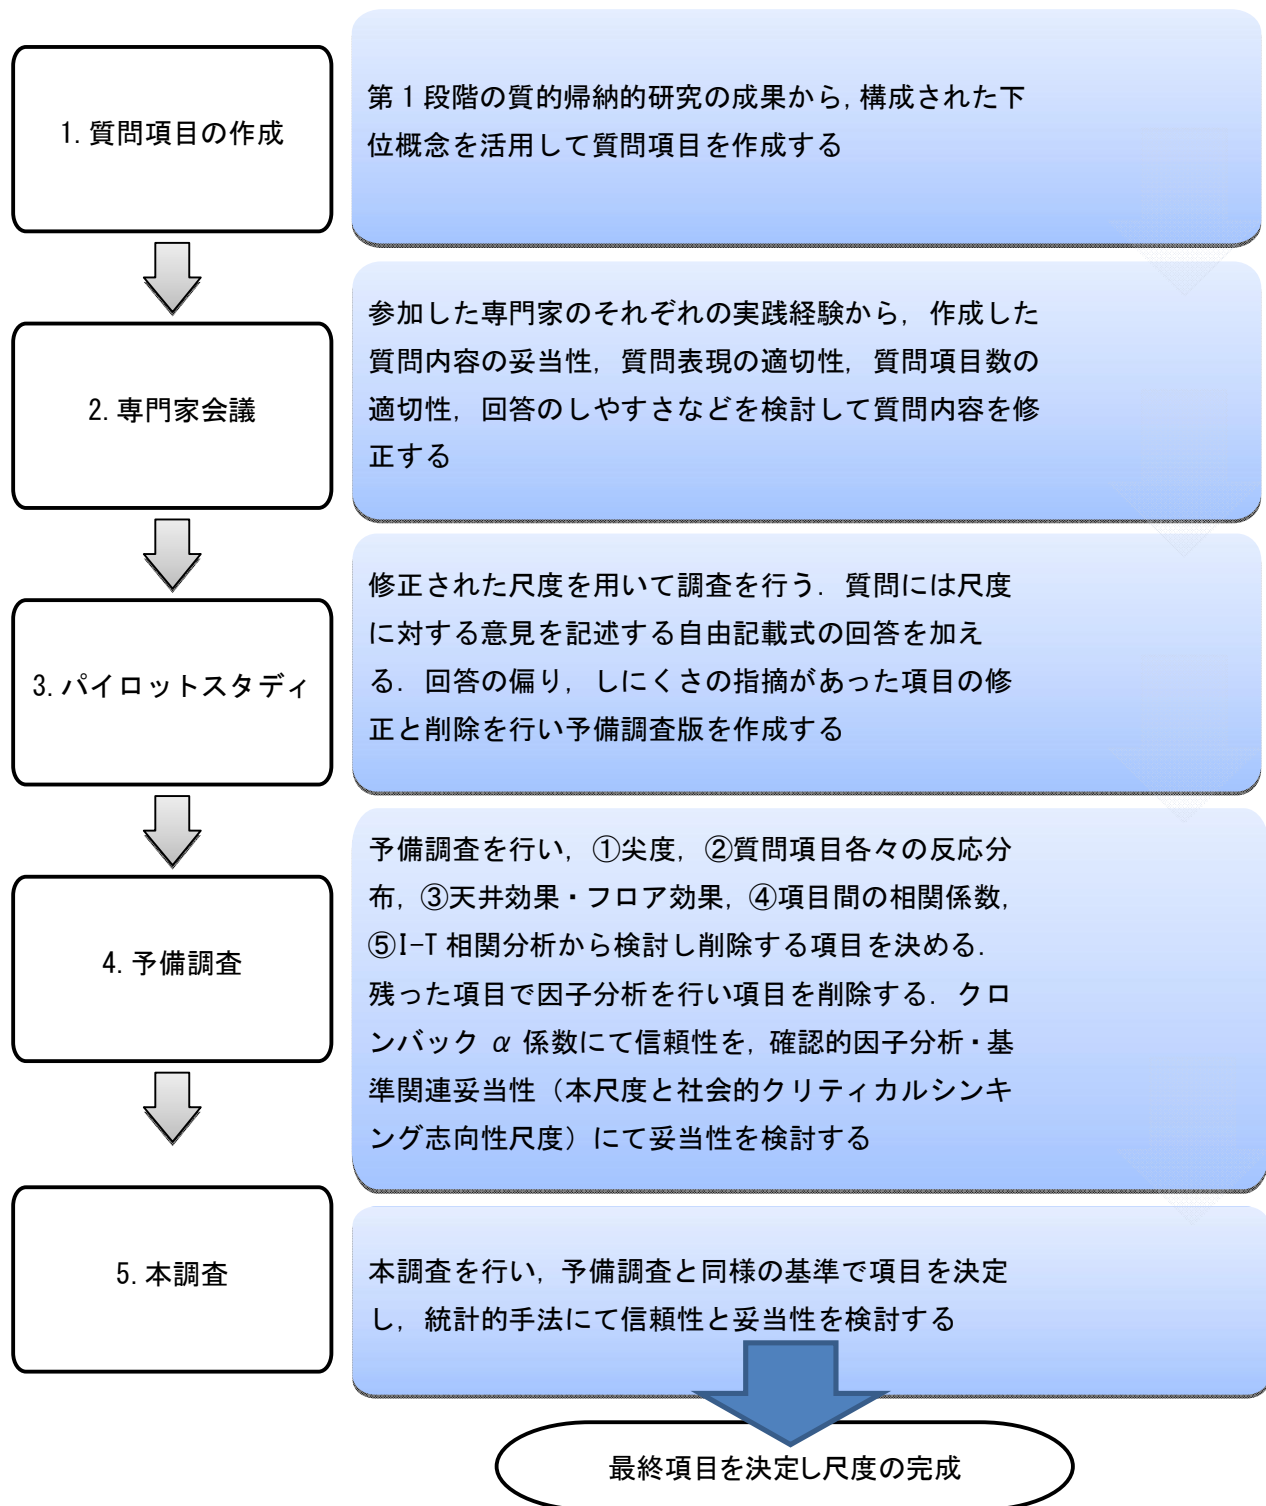 1.質問項目の作成
第1段階の質的帰納的研究の成果から,構成された下
位概念を活用して質問項目を作成する
2.専門家会議
参加した専門家のそれぞれの実践経験から，作成した
質問内容の妥当性，質問表現の適切性，質問項目数の
適切性，回答のしやすさなどを検討して質問内容を修
正する
3.パイロットスタディ
修正された尺度を用いて調査を行う．質問には尺度
に対する意見を記述する自由記載式の回答を加え
る．回答の偏り，しにくさの指摘があった項目の修
正と削除を行い予備調査版を作成する
4.予備調査
予備調査を行い，①尖度，②質問項目各々の反応分
布，③天井効果・フロア効果，④項目間の相関係数，
⑤I-T 相関分析から検討し削除する項目を決める．
残った項目で因子分析を行い項目を削除する．クロ
ンバック α 係数にて信頼性を,確認的因子分析・基
準関連妥当性（本尺度と社会的クリティカルシンキ
ング志向性尺度）にて妥当性を検討する
5.本調査
本調査を行い，予備調査と同様の基準で項目を決定
し，統計的手法にて信頼性と妥当性を検討する
最終項目を決定し尺度の完成